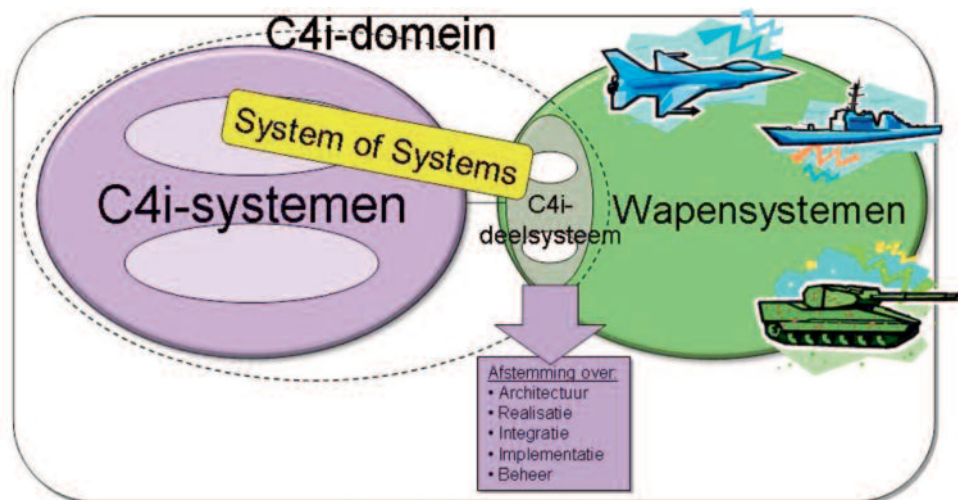 C4i-domein
System of Systems
C4i-systemen
C4i-
deelsysteem
Wapensystemen
Afstemming over:
• Architectuur
• Realisatie
• Integratie
• Implementatie
• Beheer